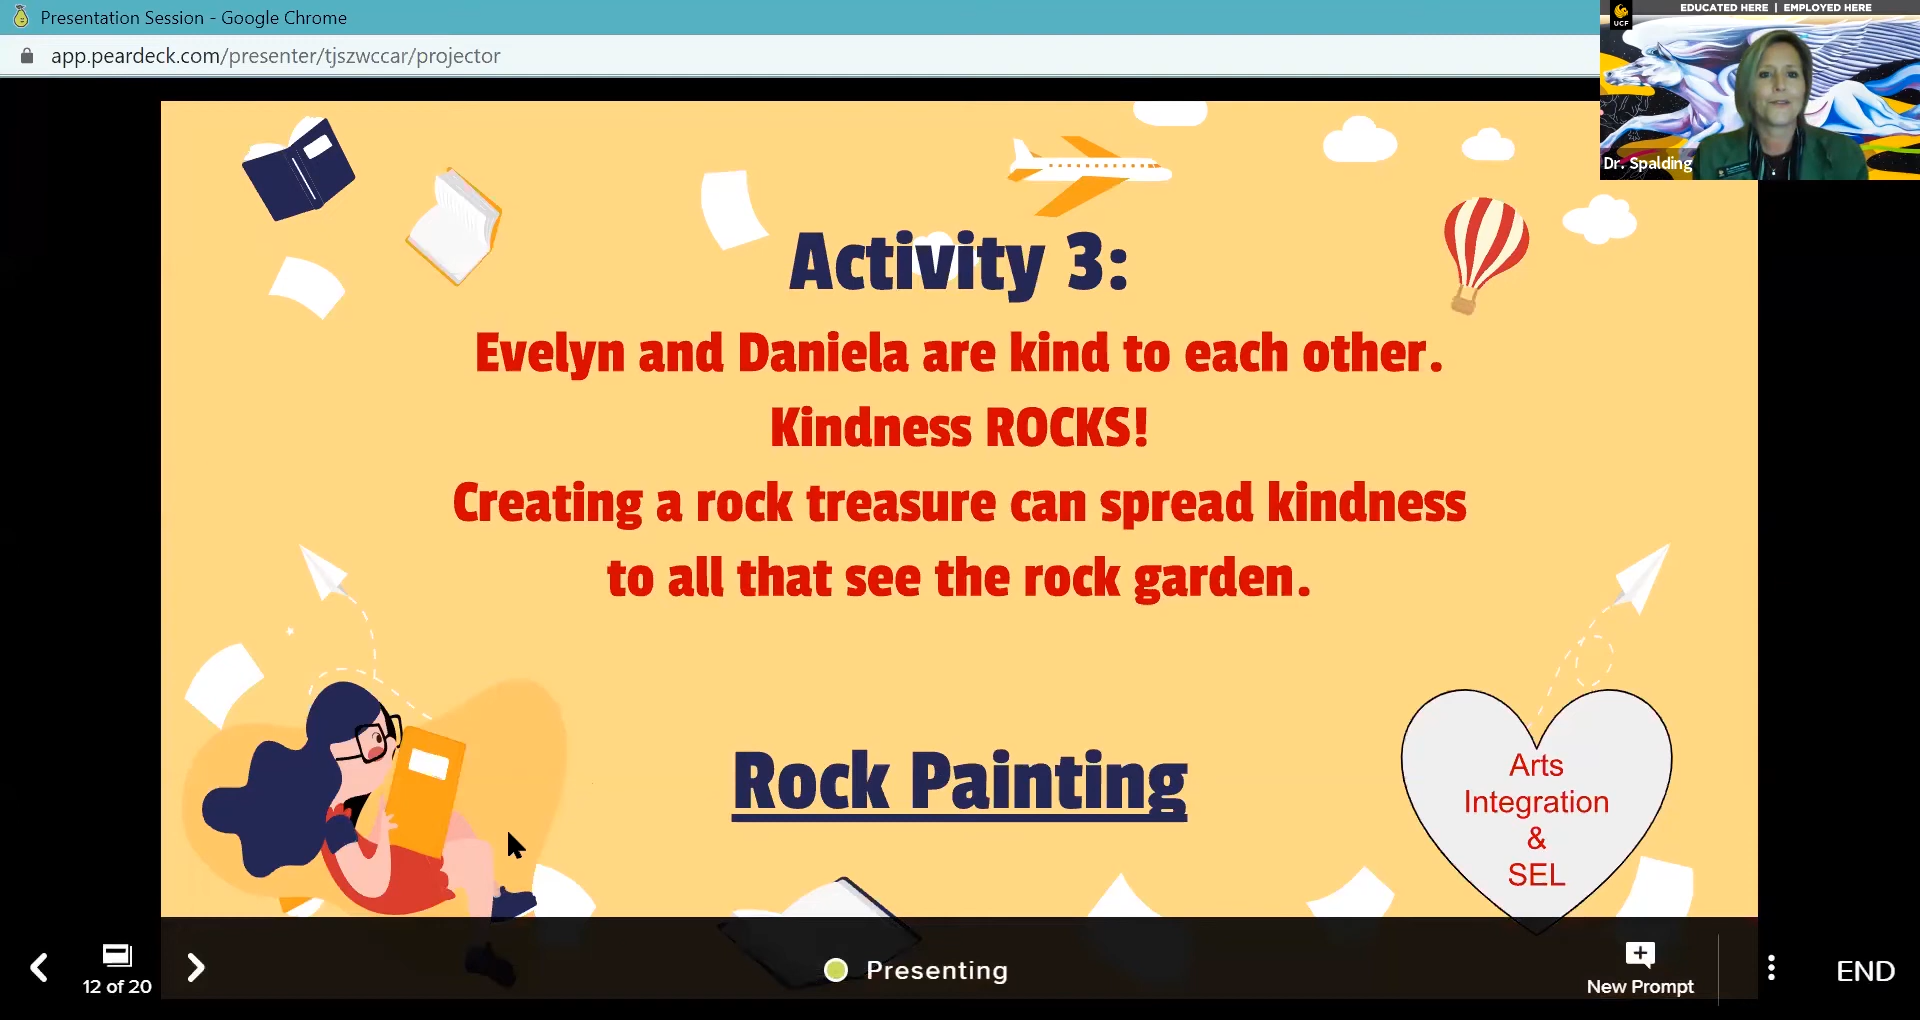 Presentation Session - Google Chrome
app.peardeck.com/presenter/tjszwccar/projector
EDUCATED HERE | EMPLOYED HERE
UCF
Dr. Spalding
Activity 3:
Evelyn and Daniela are kind to each other.
Kindness ROCKS!
Creating a rock treasure can spread kindness
to all that see the rock garden.
Rock Painting
Arts
Integration
&
SEL
12 of 20
Presenting
New Prompt
END